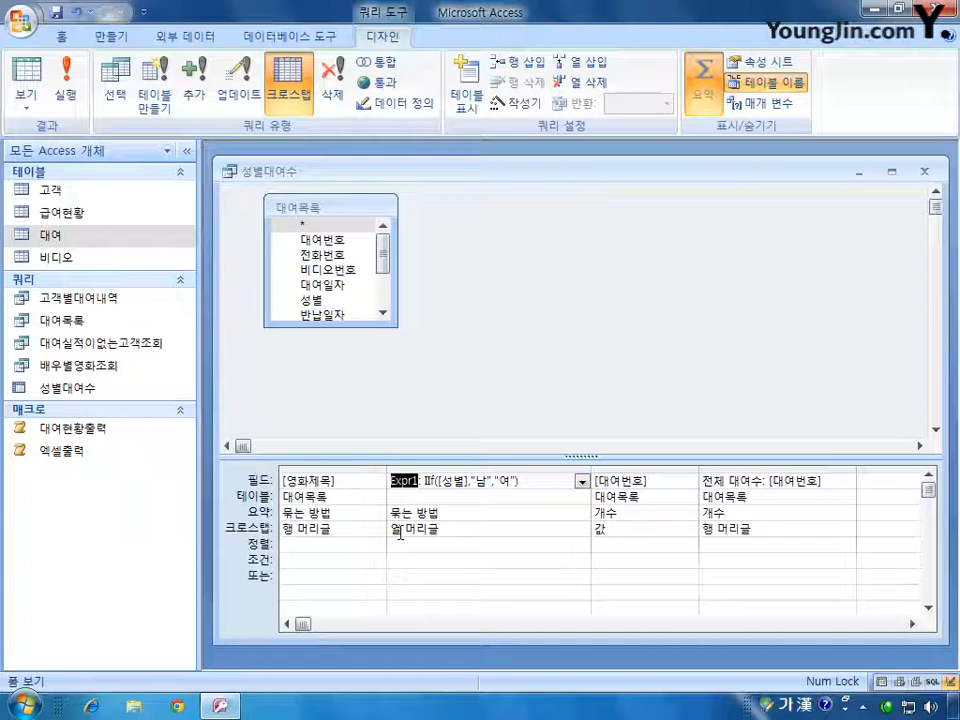 쿼리 도구
Microsoft Access
YoungJin.com Y.
홈
만들기
외부 데이터
데이터베이스 도구
디자인
보기
실행
결과
선택
테이블
만들기
추가
업데이트
크로스탭
삭제
통합
통과
데이터 정의
쿼리 유형
테이블
표시
행 삽입
행 삭제
작성기
열 삽입
열 삭제
반환:
쿼리 설정
요약
속성 시트
테이블 이름
매개 변수
표시/숨기기
모든 Access 개체
테이블
고객
급여현황
대여
비디오
쿼리
고객별대여내역
대여목록
대여실적이없는고객조회
배우별영화조회
성별대여수
매크로
대여현황출력
엑셀출력
성별대여수
대여목록
*
대여번호
전화번호
비디오번호
대여일자
성별
반납일자
필드: [영화제목] Expr1: IIf([성별],"남","여") [대여번호] 전체 대여수: [대여번호]
테이블: 대여목록 대여목록 대여목록
요약: 묶는 방법 묶는 방법 개수 개수
크로스탭: 행 머리글 열 머리글 값 행 머리글
정렬:
조건:
또는:
폼 보기
Num Lock
SQL
가 漢